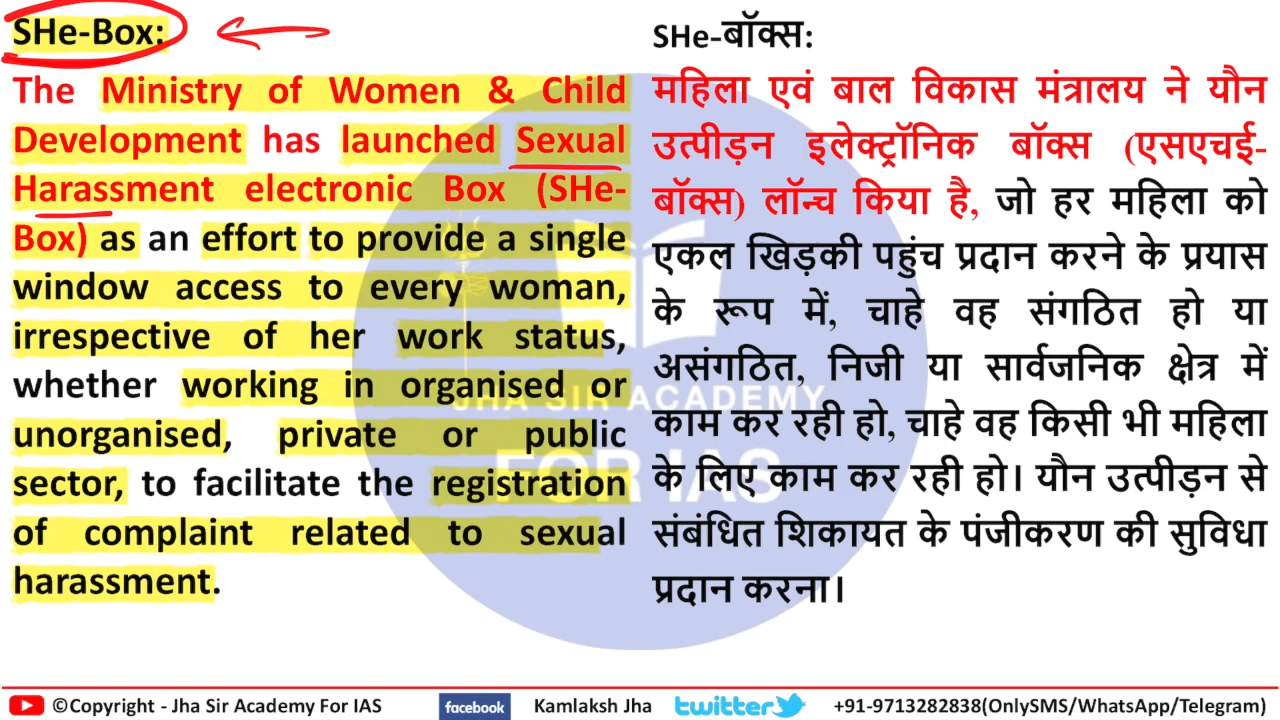 SHe-Box:
The Ministry of Women & Child
Development has launched Sexual
Harassment electronic Box (SHe-
Box) as an effort to provide a single
window access to every woman,
irrespective of her work status,
whether working in organised or
unorganised, private or public
sector, to facilitate the registration
of complaint related to sexual
harassment.
SHe-बॉक्स:
महिला एवं बाल विकास मंत्रालय ने यौन
उत्पीड़न इलेक्ट्रॉनिक बॉक्स (एसएचई-
बॉक्स) लॉन्च किया है, जो हर महिला को
एकल खिड़की पहुंच प्रदान करने के प्रयास
के रूप में, चाहे वह संगठित हो या
असंगठित, निजी या सार्वजनिक क्षेत्र में
काम कर रही हो, चाहे वह किसी भी महिला
के लिए काम कर रही हो। यौन उत्पीड़न से
संबंधित शिकायत के पंजीकरण की सुविधा
प्रदान करना।
JHA SIR ACADEMY
FOR IAS
©Copyright - Jha Sir Academy For IAS
facebook
Kamlaksh Jha
twitter
+91-9713282838(OnlySMS/WhatsApp/Telegram)